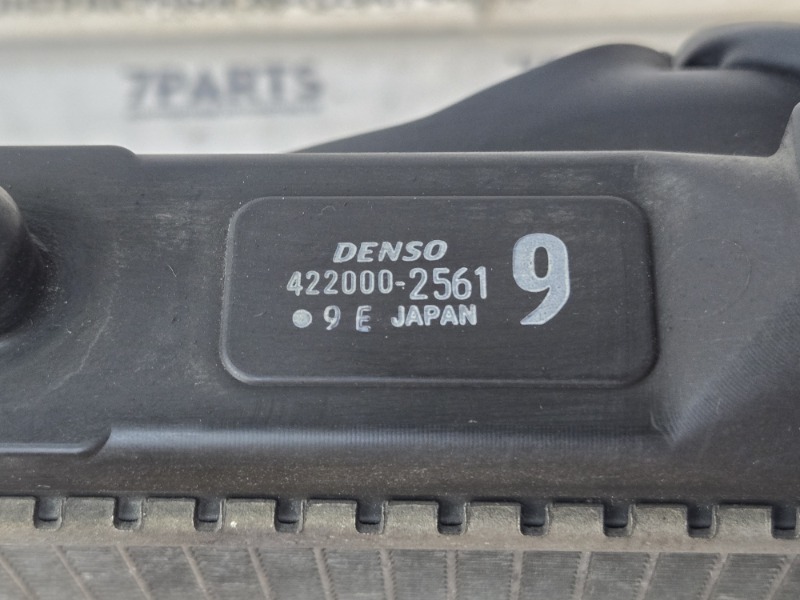 7PARTS
DENSO
422000-2561
9 E JAPAN
9